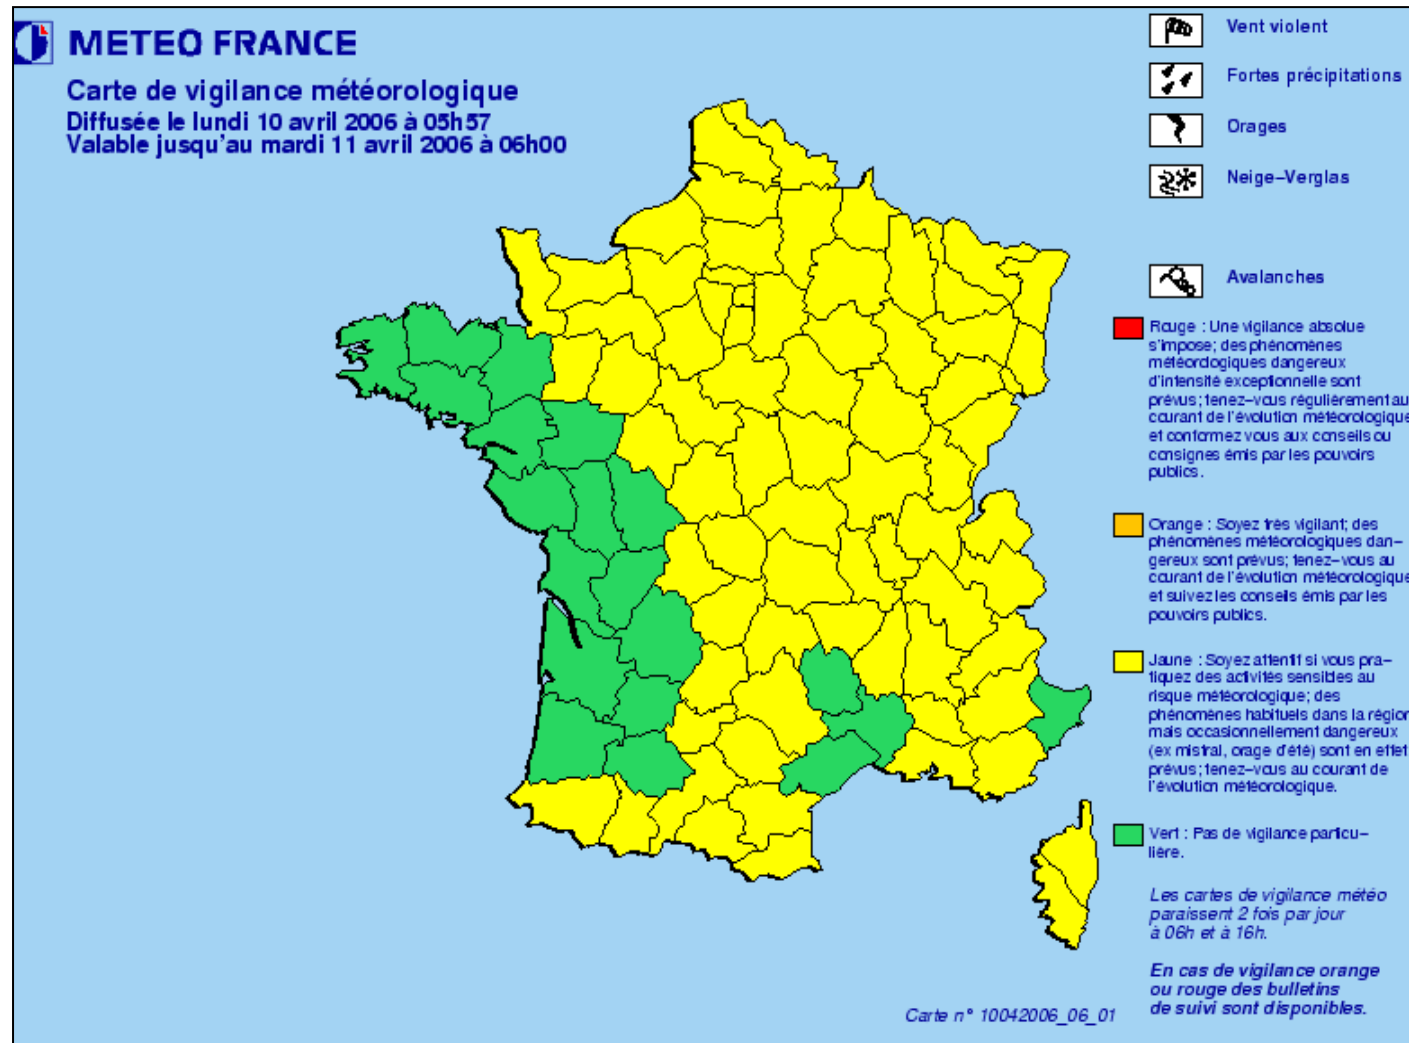 METEO FRANCE
Carte de vigilance météorologique
Diffusée le lundi 10 avril 2006 à 05h57
Valable jusqu'au mardi 11 avril 2006 à 06h00
Vent violent
Fortes précipitations
Orages
Neige–Verglas
Avalanches
Rouge : Une vigilance absolue
s'impose; des phénomènes
météorologiques dangereux
d'intensité exceptionnelle sont
prévus; tenez–vous régulièrement au
courant de l'évolution météorologique
et conformez vous aux conseils ou
consignes émis par les pouvoirs
publics.
Orange : Soyez très vigilant; des
phénomènes météorologiques dan–
gereux sont prévus; tenez–vous au
courant de l'évolution météorologique
et suivez les conseils émis par les
pouvoirs publics.
Jaune : Soyez attentif si vous pra–
tiquez des activités sensibles au
risque météorologique; des
phénomènes habituels dans la région
mais occasionnellement dangereux
(ex mistral, orage d'été) sont en effet
prévus; tenez–vous au courant de
l'évolution météorologique.
Vert : Pas de vigilance particu–
lière.
Les cartes de vigilance météo
paraissent 2 fois par jour
à 06h et à 16h.
En cas de vigilance orange
ou rouge des bulletins
de suivi sont disponibles.
Carte n° 10042006_06_01